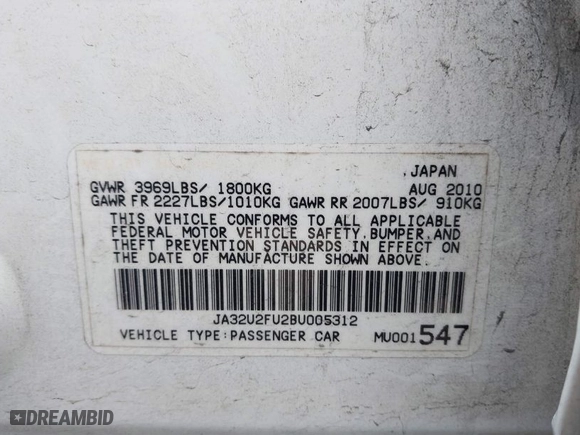 JAPAN
GVWR 3969LBS/ 1800KG AUG 2010
GAWR FR 2227LBS/1010KG GAWR RR 2007LBS/ 910KG
THIS VEHICLE CONFORMS TO ALL APPLICABLE
FEDERAL MOTOR VEHICLE SAFETY.BUMPER.AND
THEFT PREVENTION STANDARDS IN EFFECT ON
THE DATE OF MANUFACTURE SHOWN ABOVE.
JA32U2FU2BU005312
VEHICLE TYPE:PASSENGER CAR MU001547
DREAMBID